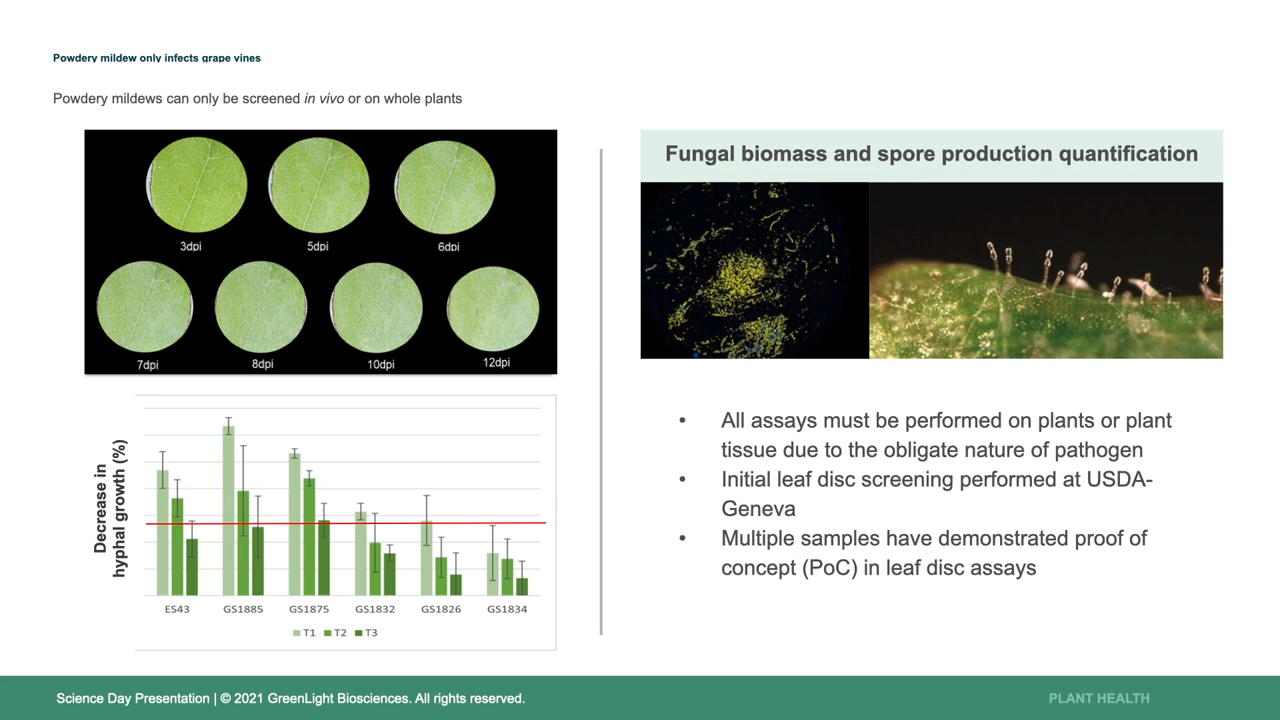 Powdery mildew only infects grape vines
Powdery mildews can only be screened in vivo or on whole plants
3dpi
5dpi
6dpi
7dpi
8dpi
10dpi
12dpi
Decrease in
hyphal growth (%)
ES43
GS1885
GS1875
GS1832
GS1826
GS1834
T1
T2
T3
Fungal biomass and spore production quantification
• All assays must be performed on plants or plant
tissue due to the obligate nature of pathogen
• Initial leaf disc screening performed at USDA-
Geneva
• Multiple samples have demonstrated proof of
concept (PoC) in leaf disc assays
Science Day Presentation | © 2021 GreenLight Biosciences. All rights reserved.
PLANT HEALTH